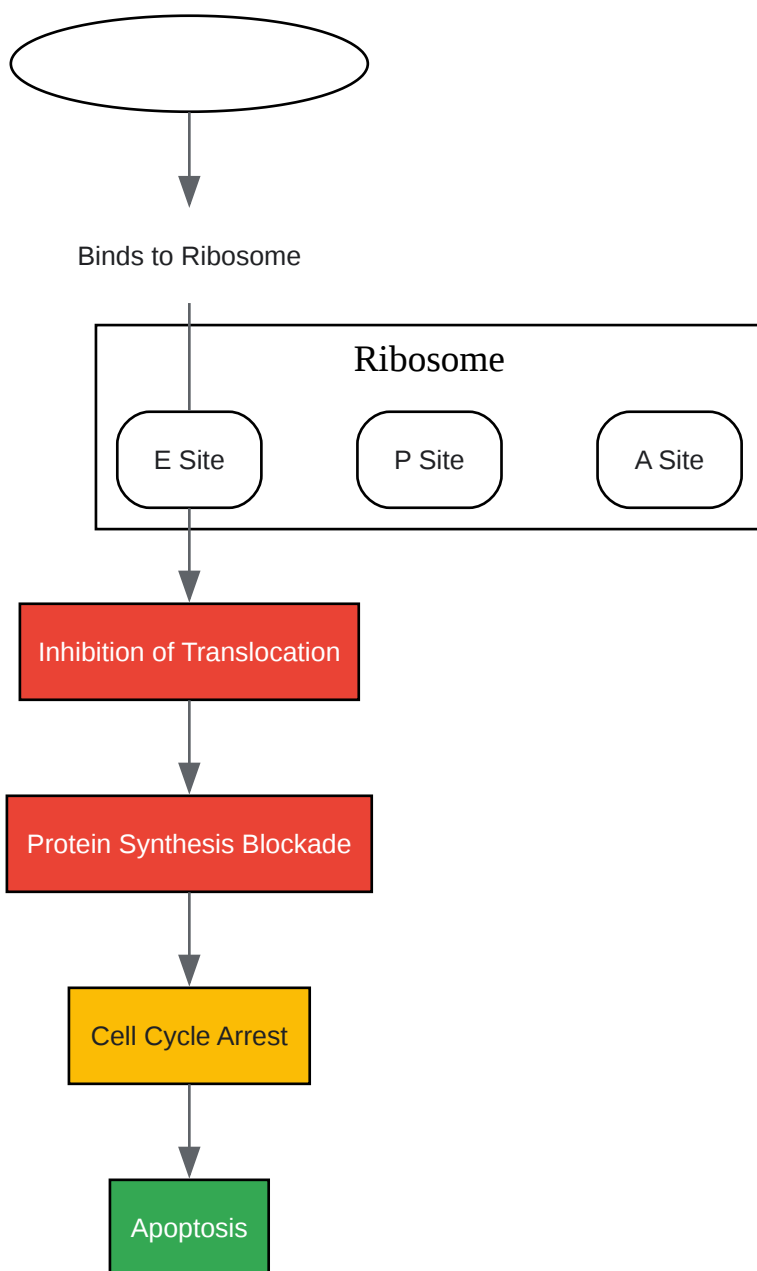 Binds to Ribosome
Ribosome
E Site
P Site
A Site
Inhibition of Translocation
Protein Synthesis Blockade
Cell Cycle Arrest
Apoptosis